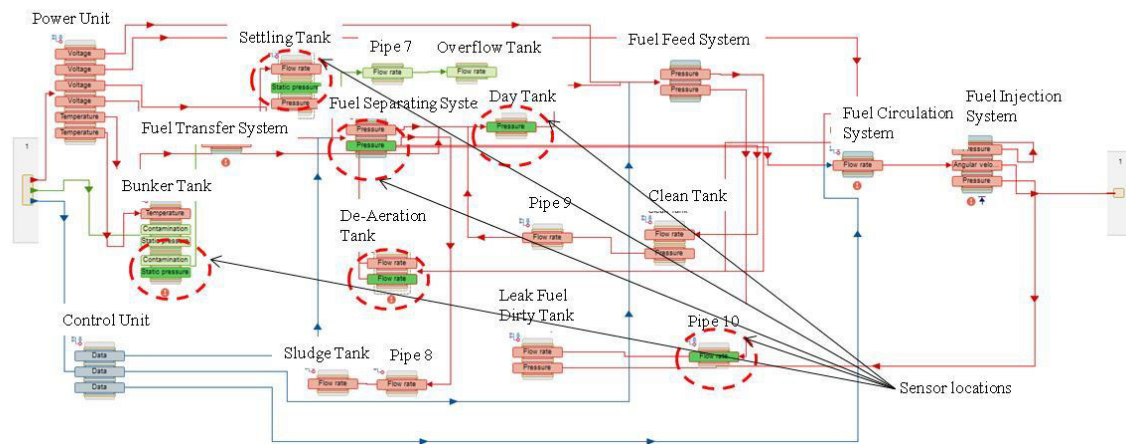 Power Unit
Voltage
Voltage
Voltage
Voltage
Temperature
Temperature
Settling Tank
Flow rate
Static pressure
Pressure
Pipe 7
Flow rate
Overflow Tank
Flow rate
Fuel Feed System
Pressure
Pressure
Fuel Separating Syste
Pressure
Pressure
Day Tank
Pressure
Fuel Transfer System
Fuel Circulation
System
Flow rate
Fuel Injection
System
Pressure
Angular velo...
Pressure
1
1
Bunker Tank
Temperature
Contamination
Static pressure
Contamination
Static pressure
De-Aeration
Tank
Flow rate
Flow rate
Pipe 9
Flow rate
Clean Tank
Flow rate
Pressure
Control Unit
Data
Data
Data
Sludge Tank
Flow rate
Pipe 8
Flow rate
Leak Fuel
Dirty Tank
Flow rate
Pressure
Pipe 10
Flow rate
Sensor locations